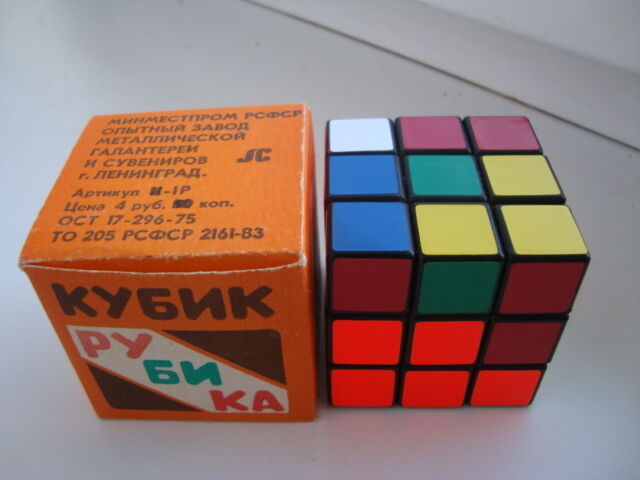 МИНМЕСТПРОМ РСФСР
ОПЫТНЫЙ ЗАВОД
МЕТАЛЛИЧЕСКОЙ
ГАЛАНТЕРЕИ
И СУВЕНИРОВ
г. ЛЕНИНГРАД.
Артикул И-1Р
Цена 4 руб. коп.
ОСТ 17-296-75
ТО 205 РСФСР 2161-83
КУБИК
РУ
БИ
КА